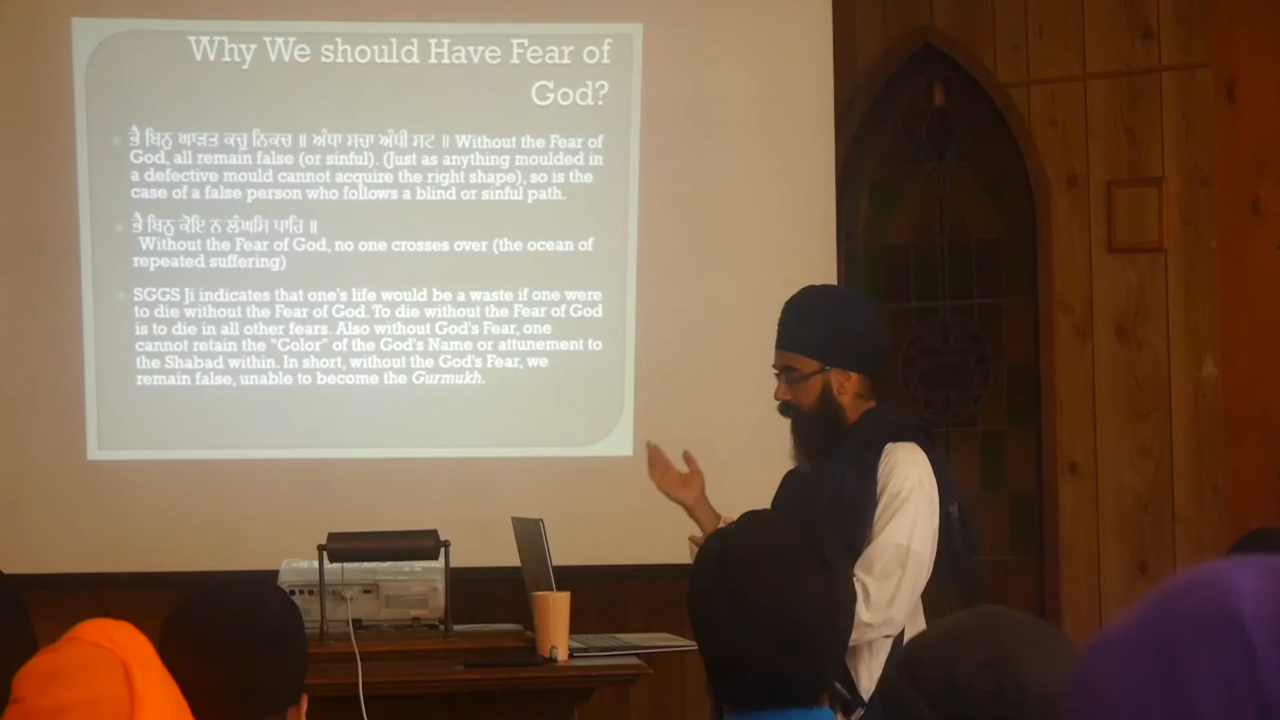 Why We should Have Fear of
God?
ਭੈ ਬਿਨੁ ਘਾੜਤ ਕਚੁ ਨਿਕਚ ॥ ਅੰਧਾ ਸਚਾ ਅੰਧੀ ਸਟ ॥ Without the Fear of
God, all remain false (or sinful). (Just as anything moulded in
a defective mould cannot acquire the right shape), so is the
case of a false person who follows a blind or sinful path.
ਭੈ ਬਿਨੁ ਕੋਇ ਨ ਲੰਘਸਿ ਪਾਰਿ ॥
Without the Fear of God, no one crosses over (the ocean of
repeated suffering)
SGGS Ji indicates that one's life would be a waste if one were
to die without the Fear of God. To die without the Fear of God
is to die in all other fears. Also without God's Fear, one
cannot retain the "Color" of the God's Name or attunement to
the Shabad within. In short, without the God's Fear, we
remain false, unable to become the Gurmukh.